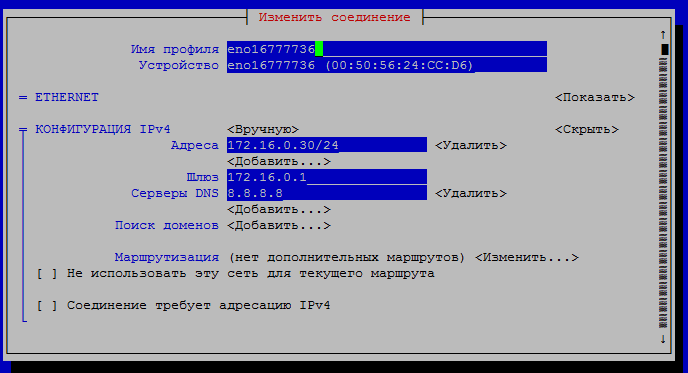 Изменить соединение
Имя профиля eno16777736
Устройство eno16777736 (00:50:56:24:CC:D6)
= ETHERNET <Показать>
КОНФИГУРАЦИЯ IPv4 <Вручную> <Скрыть>
Адреса 172.16.0.30/24 <Удалить>
<Добавить...>
Шлюз 172.16.0.1
Серверы DNS 8.8.8.8 <Удалить>
<Добавить...>
Поиск доменов <Добавить...>
Маршрутизация (нет дополнительных маршрутов) <Изменить...>
[ ] Не использовать эту сеть для текущего маршрута
[ ] Соединение требует адресацию IPv4